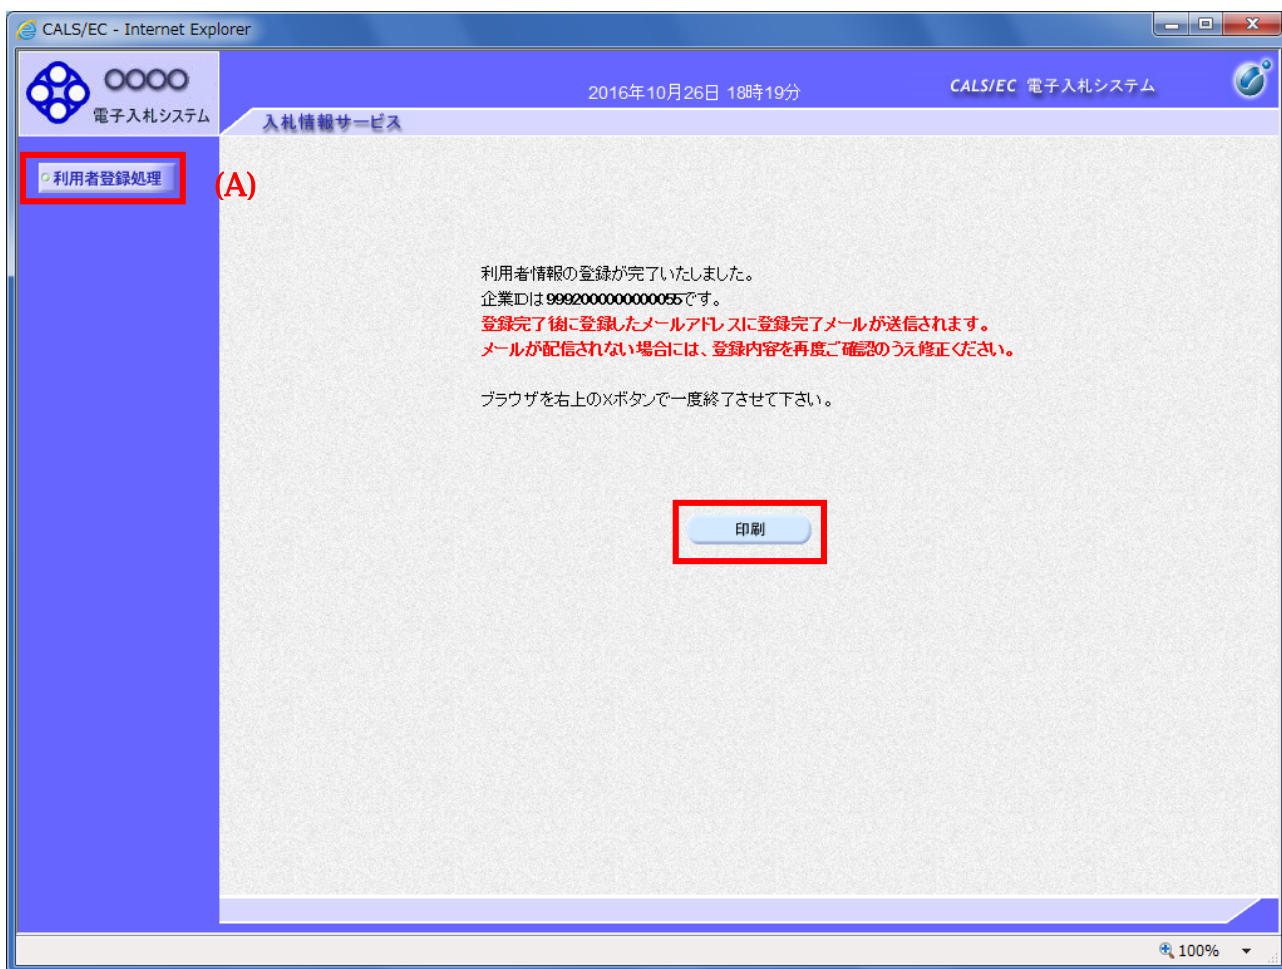 CALS/EC - Internet Explorer
○○○○
電子入札システム
2016年10月26日 18時19分
CALS/EC 電子入札システム
入札情報サービス
利用者登録処理
(A)
利用者情報の登録が完了いたしました。
企業IDは9992000000000055です。
登録完了後に登録したメールアドレスに登録完了メールが送信されます。
メールが配信されない場合には、登録内容を再度ご確認のうえ修正ください。
ブラウザを右上の×ボタンで一度終了させて下さい。
印刷
100%